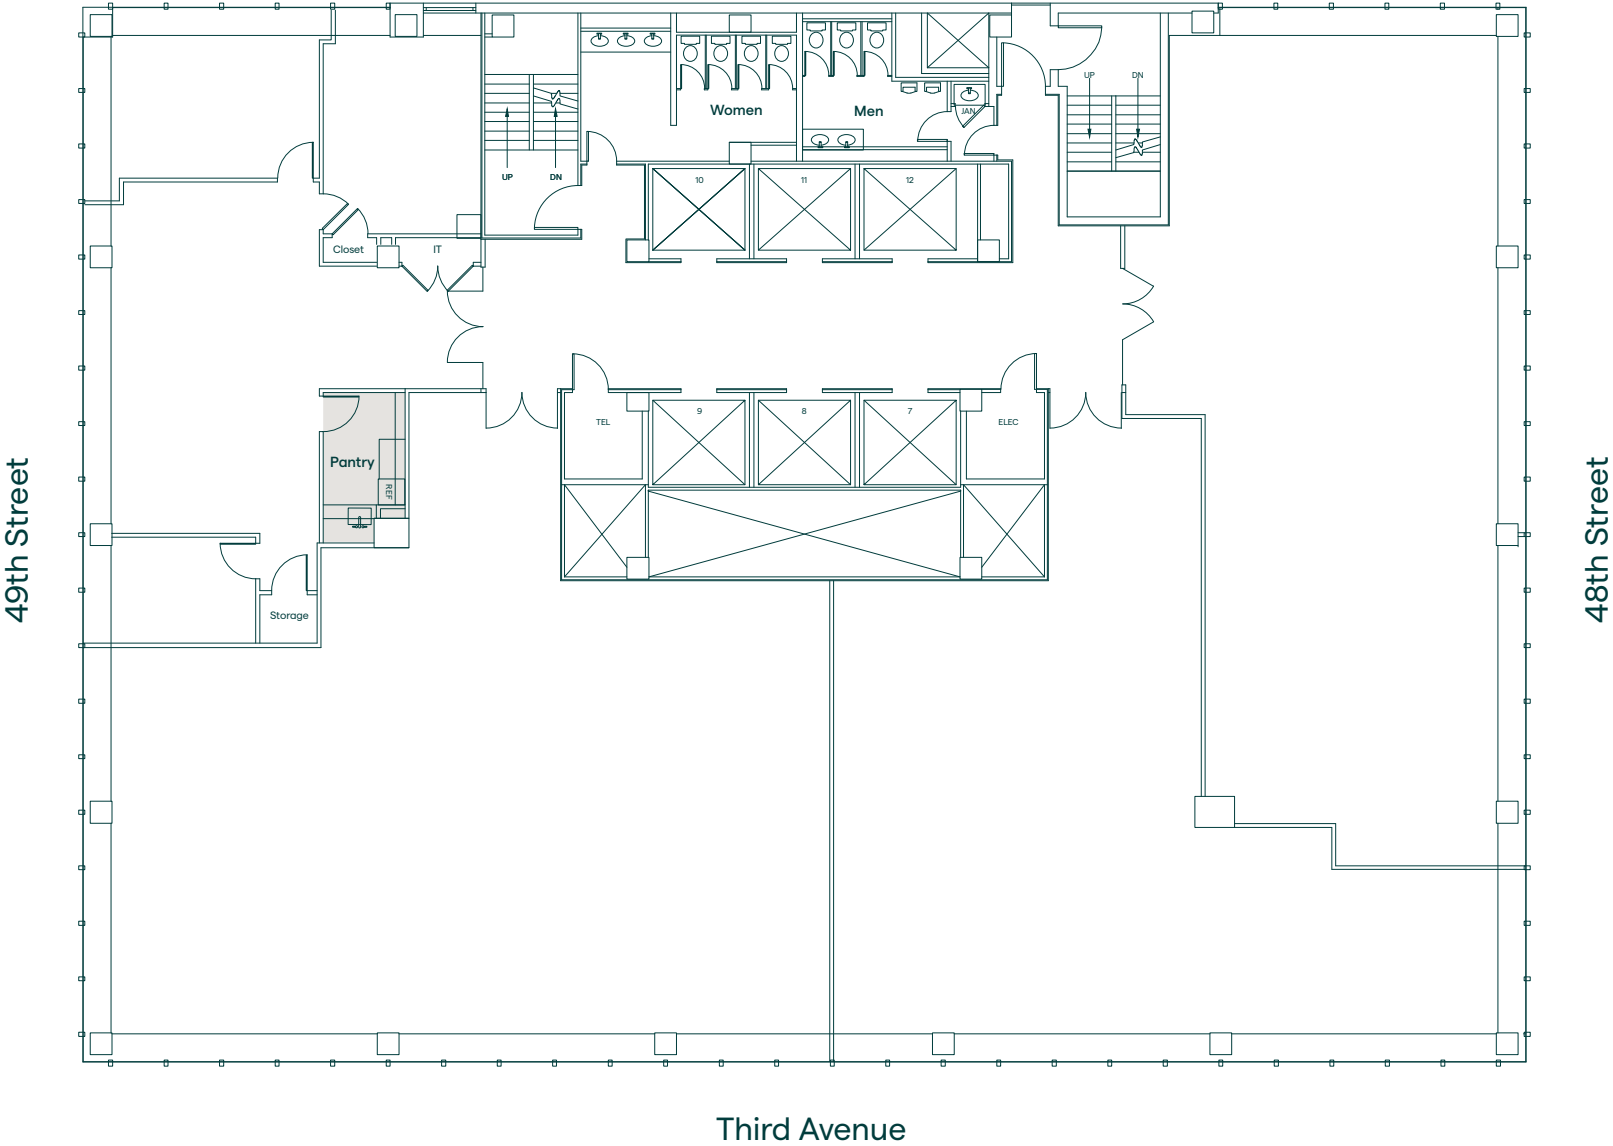 UP
DN
Women
Men
JAN
UP
DN
10
11
12
Closet
IT
9
8
7
TEL
ELEC
Pantry
REF
Storage
49th Street
48th Street
Third Avenue